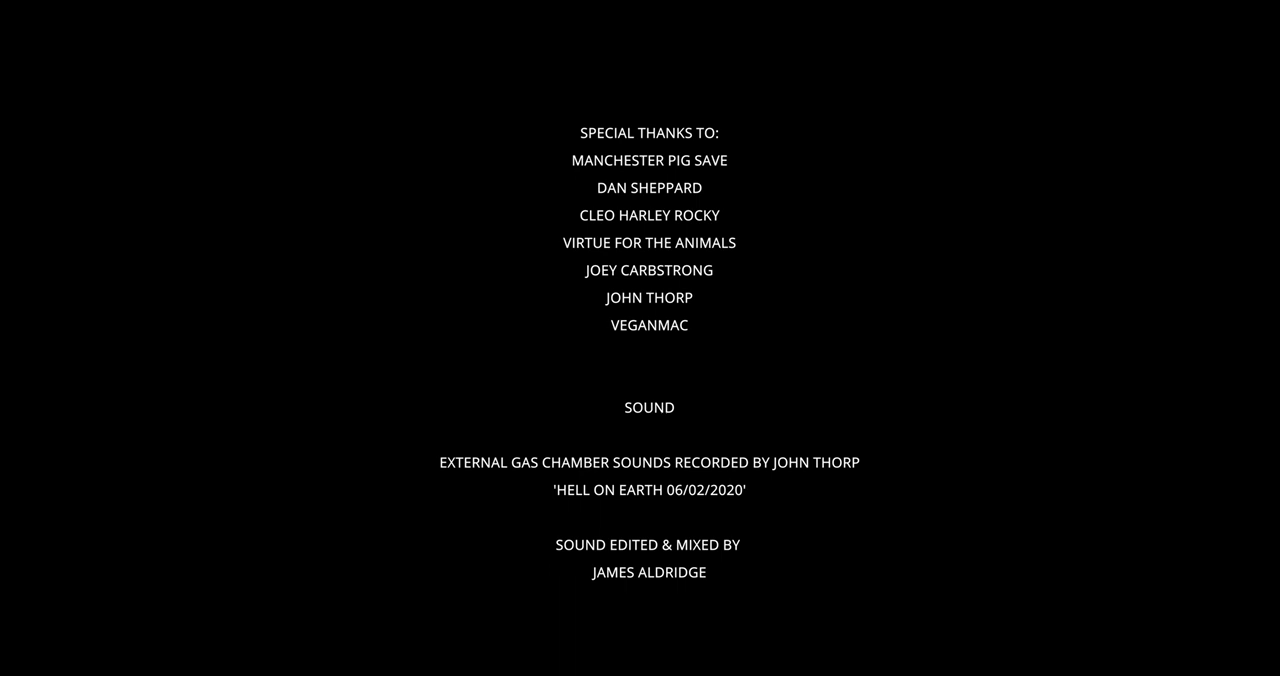 SPECIAL THANKS TO:
MANCHESTER PIG SAVE
DAN SHEPPARD
CLEO HARLEY ROCKY
VIRTUE FOR THE ANIMALS
JOEY CARBSTRONG
JOHN THORP
VEGANMAC
SOUND
EXTERNAL GAS CHAMBER SOUNDS RECORDED BY JOHN THORP
'HELL ON EARTH 06/02/2020'
SOUND EDITED & MIXED BY
JAMES ALDRIDGE